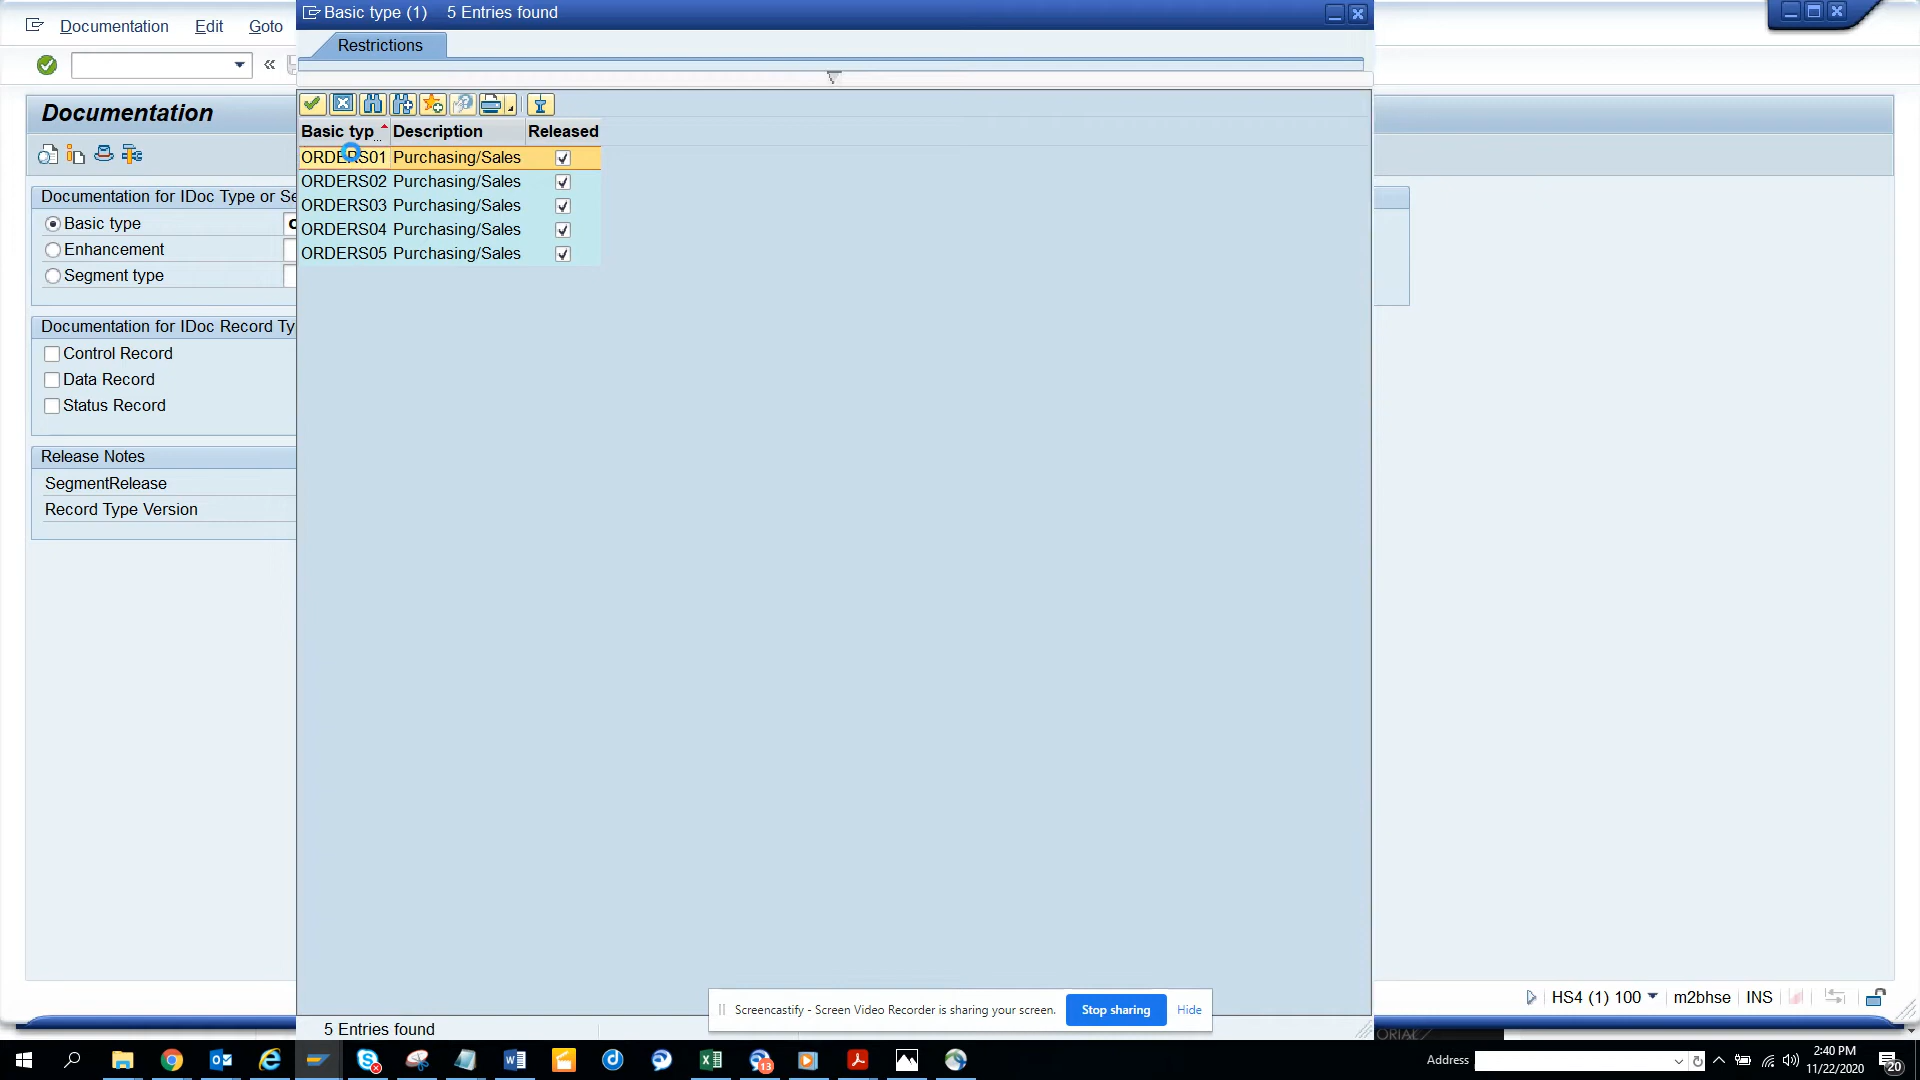 Documentation Edit Goto
Basic type (1) 5 Entries found
Restrictions
Documentation
Basic typ.. Description Released
ORDERS01 Purchasing/Sales
ORDERS02 Purchasing/Sales
ORDERS03 Purchasing/Sales
ORDERS04 Purchasing/Sales
ORDERS05 Purchasing/Sales
Documentation for IDoc Type or Se
Basic type
Enhancement
Segment type
Documentation for IDoc Record Ty
Control Record
Data Record
Status Record
Release Notes
SegmentRelease
Record Type Version
HS4 (1) 100 m2bhse INS
Screencastify - Screen Video Recorder is sharing your screen. Stop sharing Hide
5 Entries found
ORIAL
13
Address
2:40 PM
11/22/2020
20